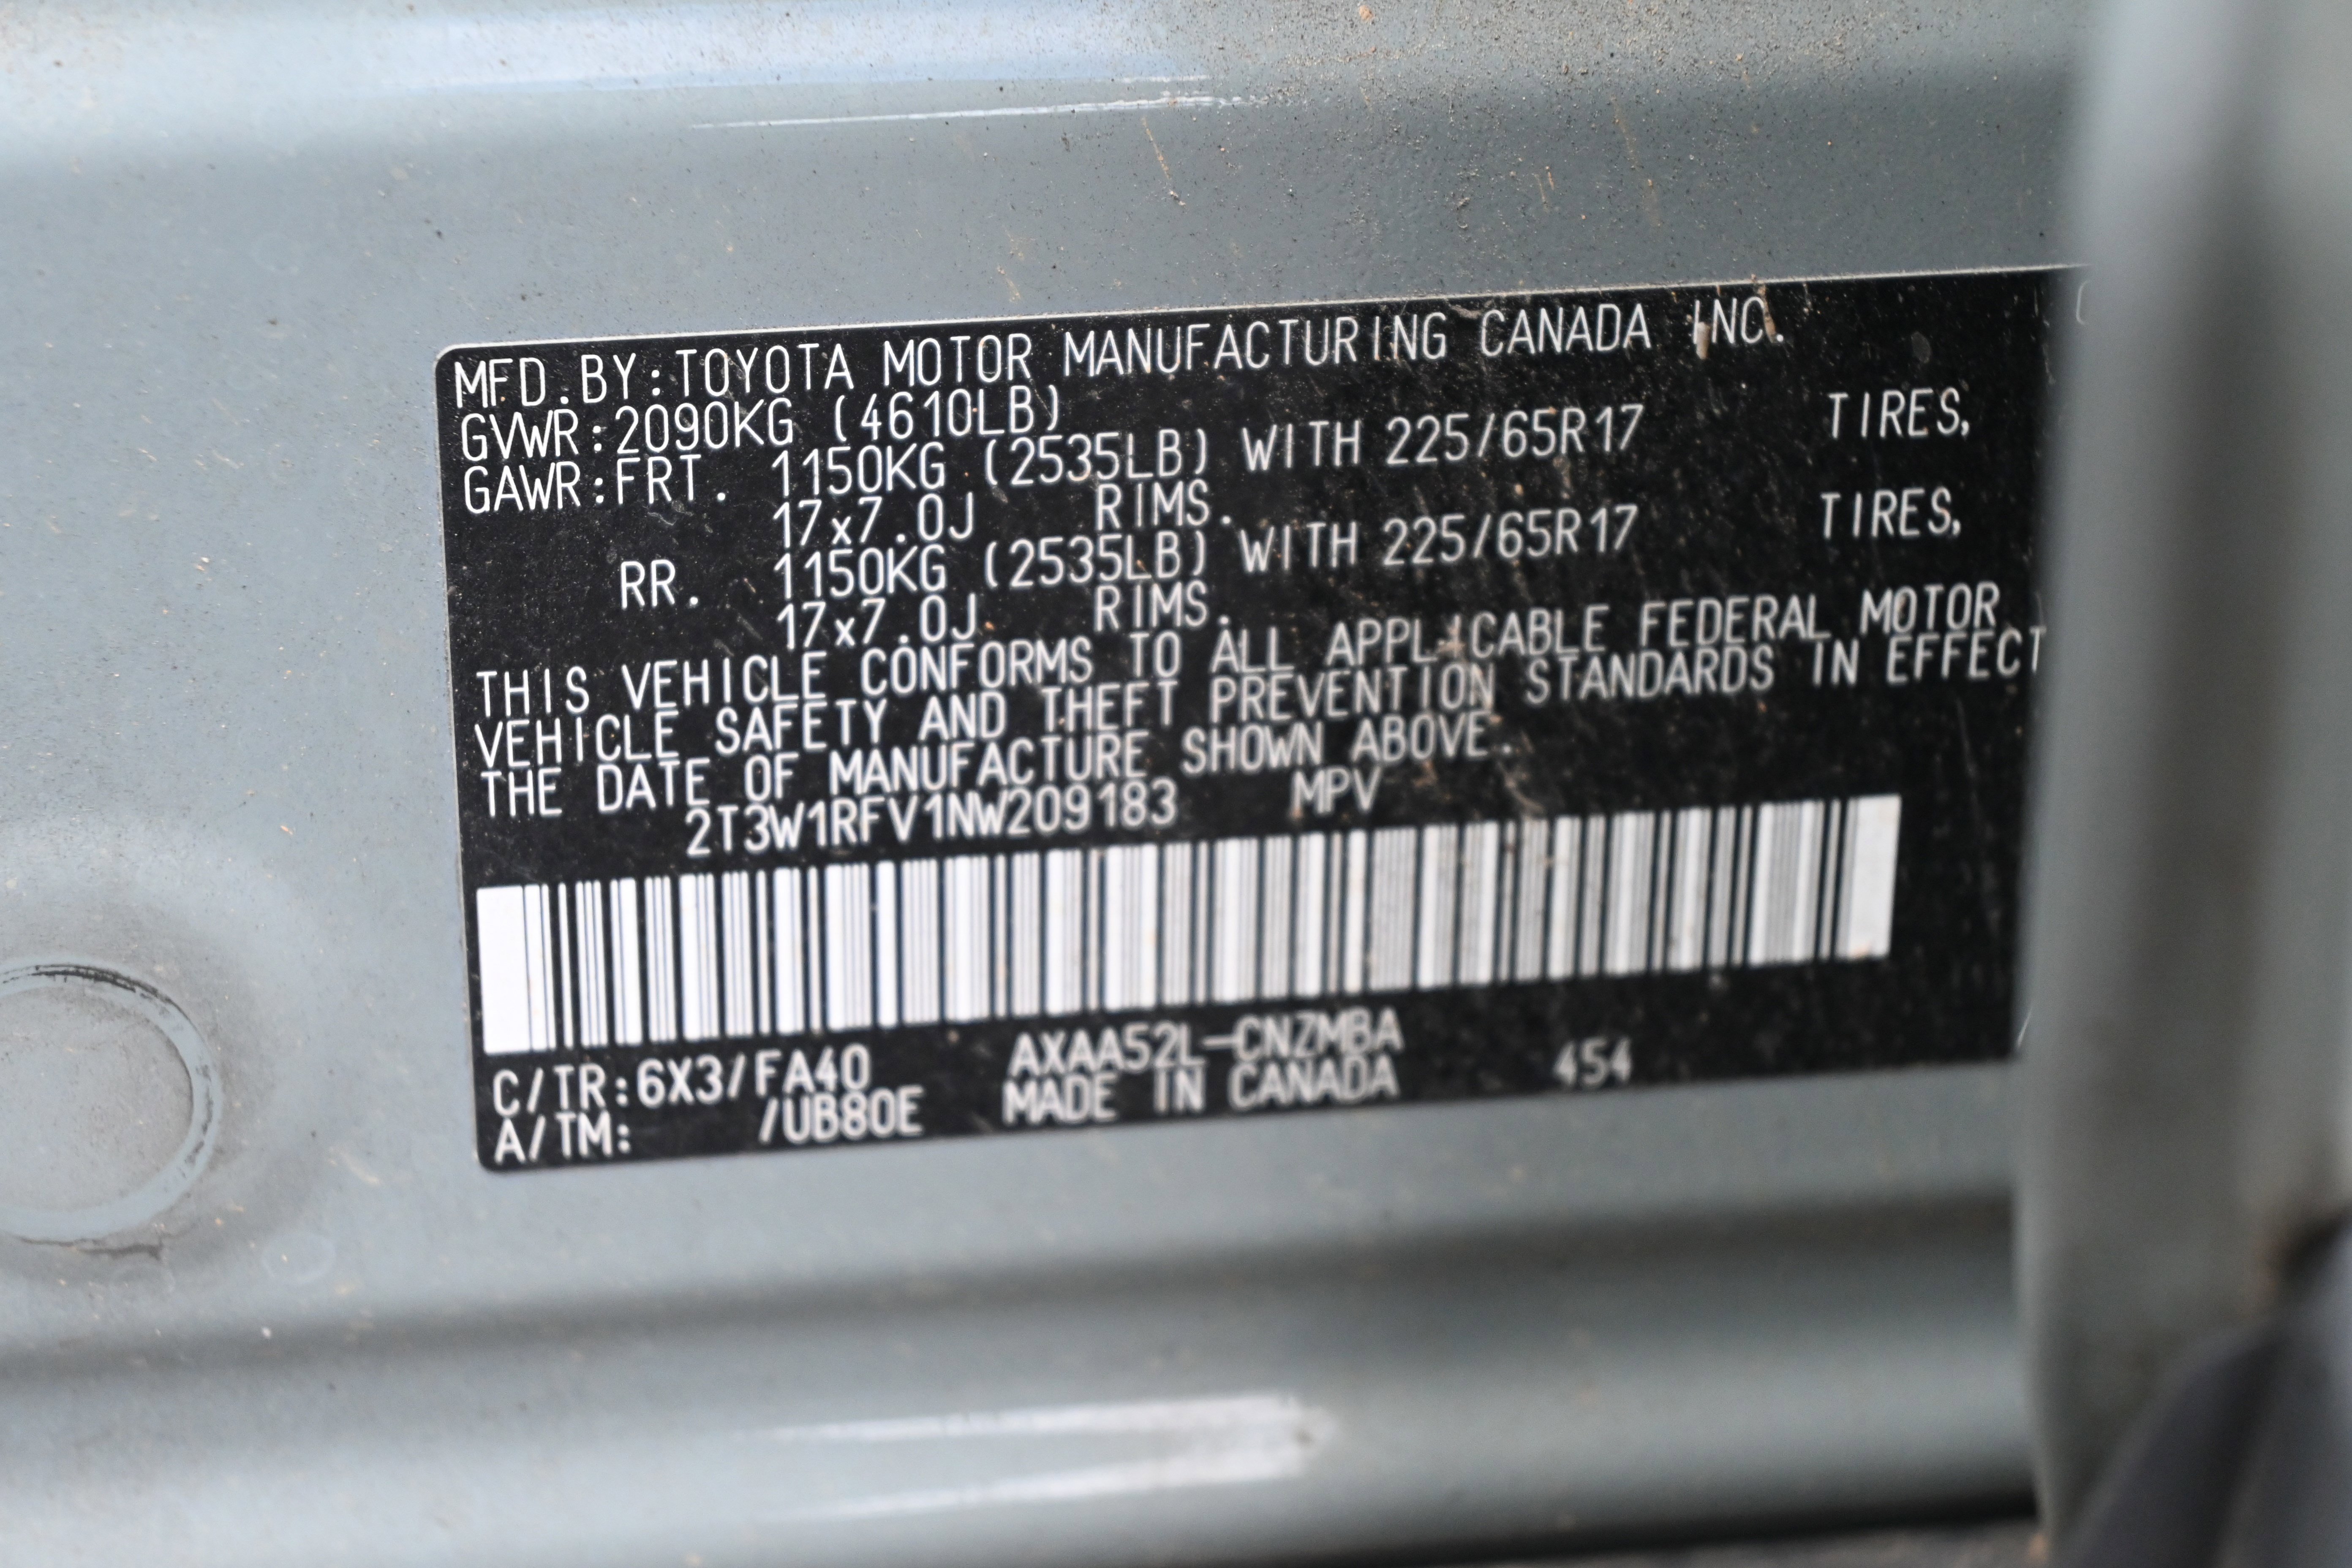 MFD.BY:TOYOTA MOTOR MANUFACTURING CANADA INC.
GVWR:2090KG (4610LB)
GAWR:FRT. 1150KG (2535LB) WITH 225/65R17 TIRES,
17x7.0J RIMS.
RR. 1150KG (2535LB) WITH 225/65R17 TIRES,
17x7.0J RIMS.
THIS VEHICLE CONFORMS TO ALL APPLICABLE FEDERAL MOTOR
VEHICLE SAFETY AND THEFT PREVENTION STANDARDS IN EFFECT
THE DATE OF MANUFACTURE SHOWN ABOVE.
2T3W1RFV1NW209183 MPV
C/TR:6X3/FA40 AXAA52L-CNZMBA 454
A/TM: /UB80E MADE IN CANADA